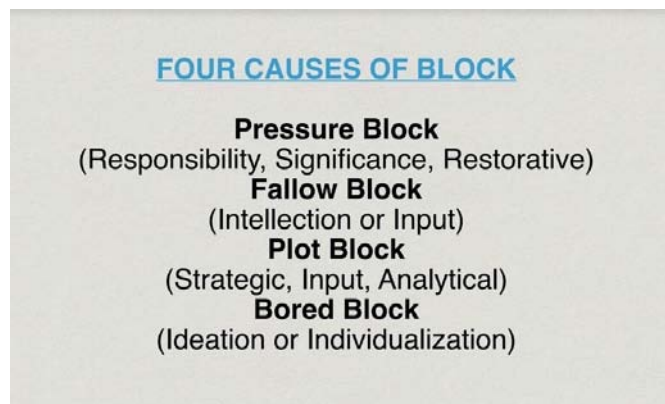 FOUR CAUSES OF BLOCK
Pressure Block
(Responsibility, Significance, Restorative)
Fallow Block
(Intellection or Input)
Plot Block
(Strategic, Input, Analytical)
Bored Block
(Ideation or Individualization)